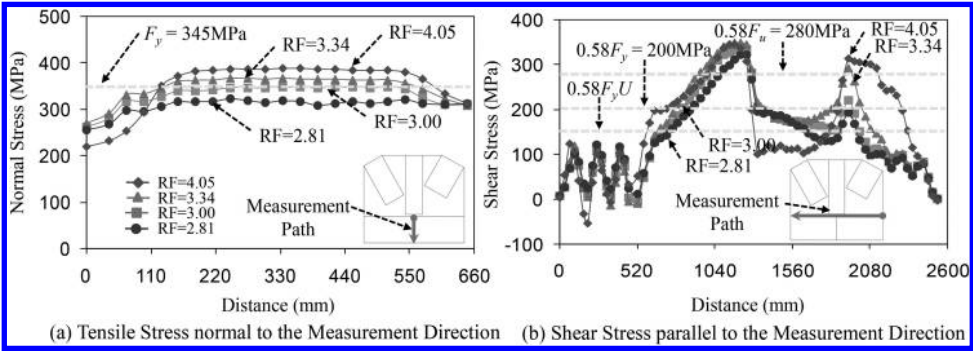 500
400
300
200
100
0
Normal Stress (MPa)
F_y = 345MPa
RF=3.34
RF=4.05
RF=3.00
RF=2.81
RF=4.05
RF=3.34
RF=3.00
RF=2.81
Measurement
Path
0 110 220 330 440 550 660
Distance (mm)
(a) Tensile Stress normal to the Measurement Direction
400
300
200
100
0
-100
Shear Stress (MPa)
0.58F_u = 280MPa
0.58F_y = 200MPa
0.58F_yU
RF=4.05
RF=3.34
RF=3.00
RF=2.81
Measurement
Path
0 520 1040 1560 2080 2600
Distance (mm)
(b) Shear Stress parallel to the Measurement Direction